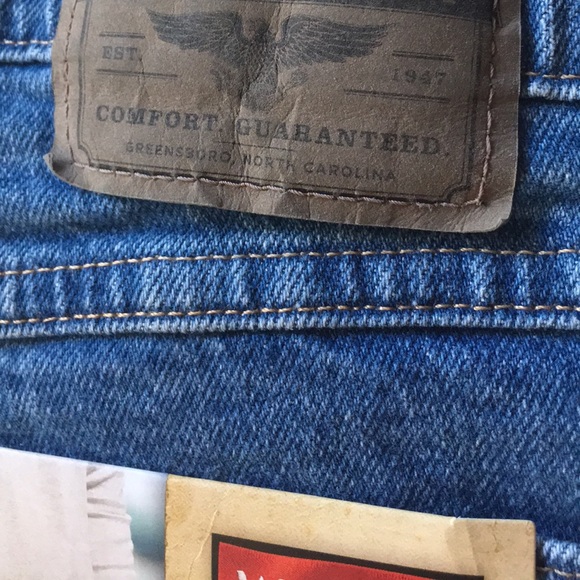 EST. 1947
COMFORT. GUARANTEED.
GREENSBORO, NORTH CAROLINA